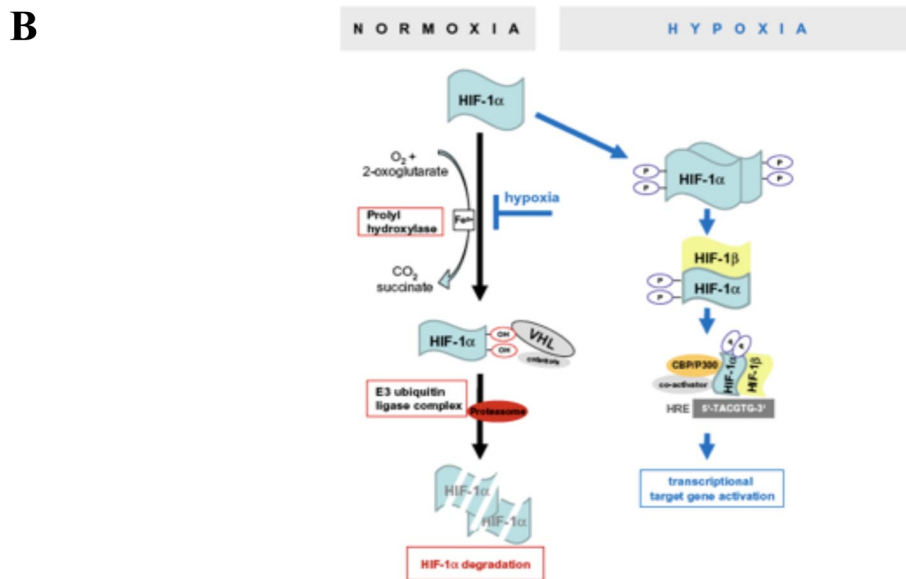 B
NORMOXIA
HYPOXIA
HIF-1α
O2 +
2-oxoglutarate
Prolyl
hydroxylase
Fe²⁺
hypoxia
CO2
succinate
P
P
HIF-1α
P
P
HIF-1β
P
P
HIF-1α
HIF-1α
OH
OH
VHL
E3 ubiquitin
ligase complex
Proteasome
P
P
CBP/P300
co-activator
HIF-1α
HIF-1β
HRE
5'-TACGTG-3'
HIF-1α
HIF-1α
HIF-1α degradation
transcriptional
target gene activation